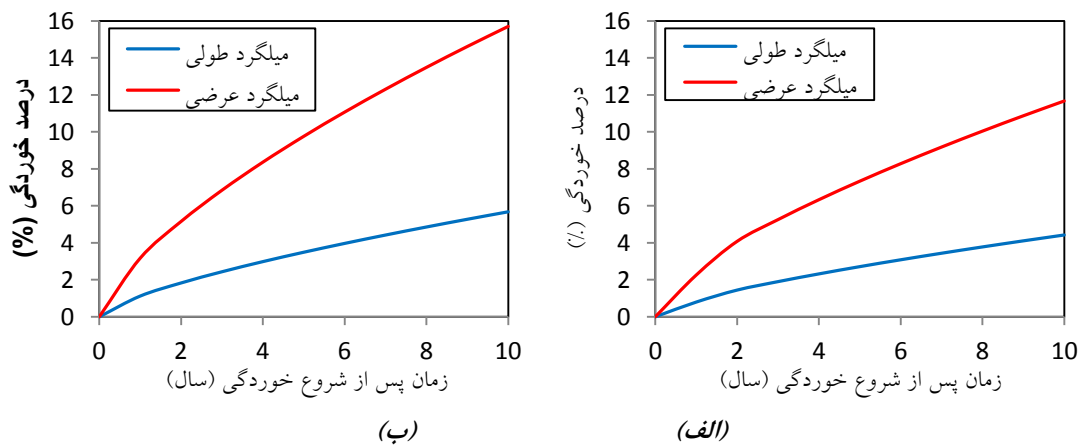 16
14
12
10
8
6
4
2
0
درصد خوردگی (%)
میلگرد طولی
میلگرد عرضی
0 2 4 6 8 10
زمان پس از شروع خوردگی (سال)
(ب)
16
14
12
10
8
6
4
2
0
درصد خوردگی (٪)
میلگرد طولی
میلگرد عرضی
0 2 4 6 8 10
زمان پس از شروع خوردگی (سال)
(الف)